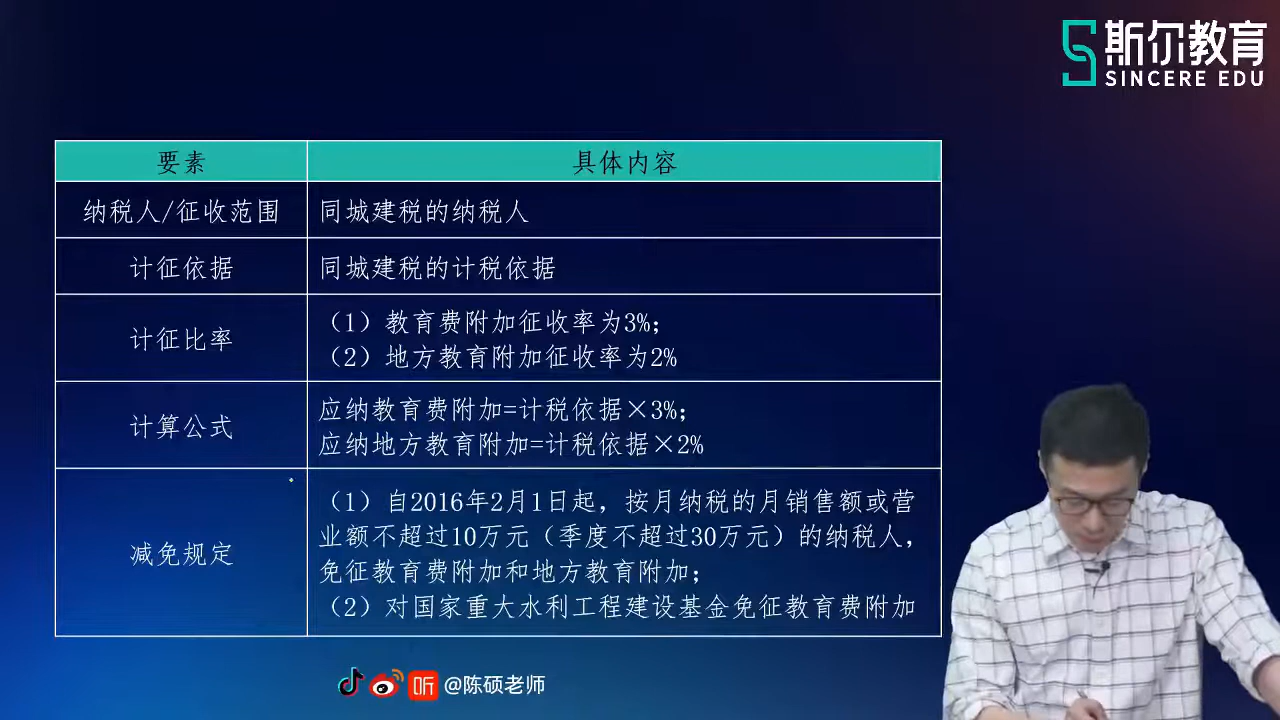 斯尔教育
SINCERE EDU
要素
具体内容
纳税人/征收范围
同城建税的纳税人
计征依据
同城建税的计税依据
计征比率
（1）教育费附加征收率为3%；
（2）地方教育附加征收率为2%
计算公式
应纳教育费附加=计税依据×3%；
应纳地方教育附加=计税依据×2%
减免规定
（1）自2016年2月1日起，按月纳税的月销售额或营
业额不超过10万元（季度不超过30万元）的纳税人，
免征教育费附加和地方教育附加；
（2）对国家重大水利工程建设基金免征教育费附加
听 @陈硕老师